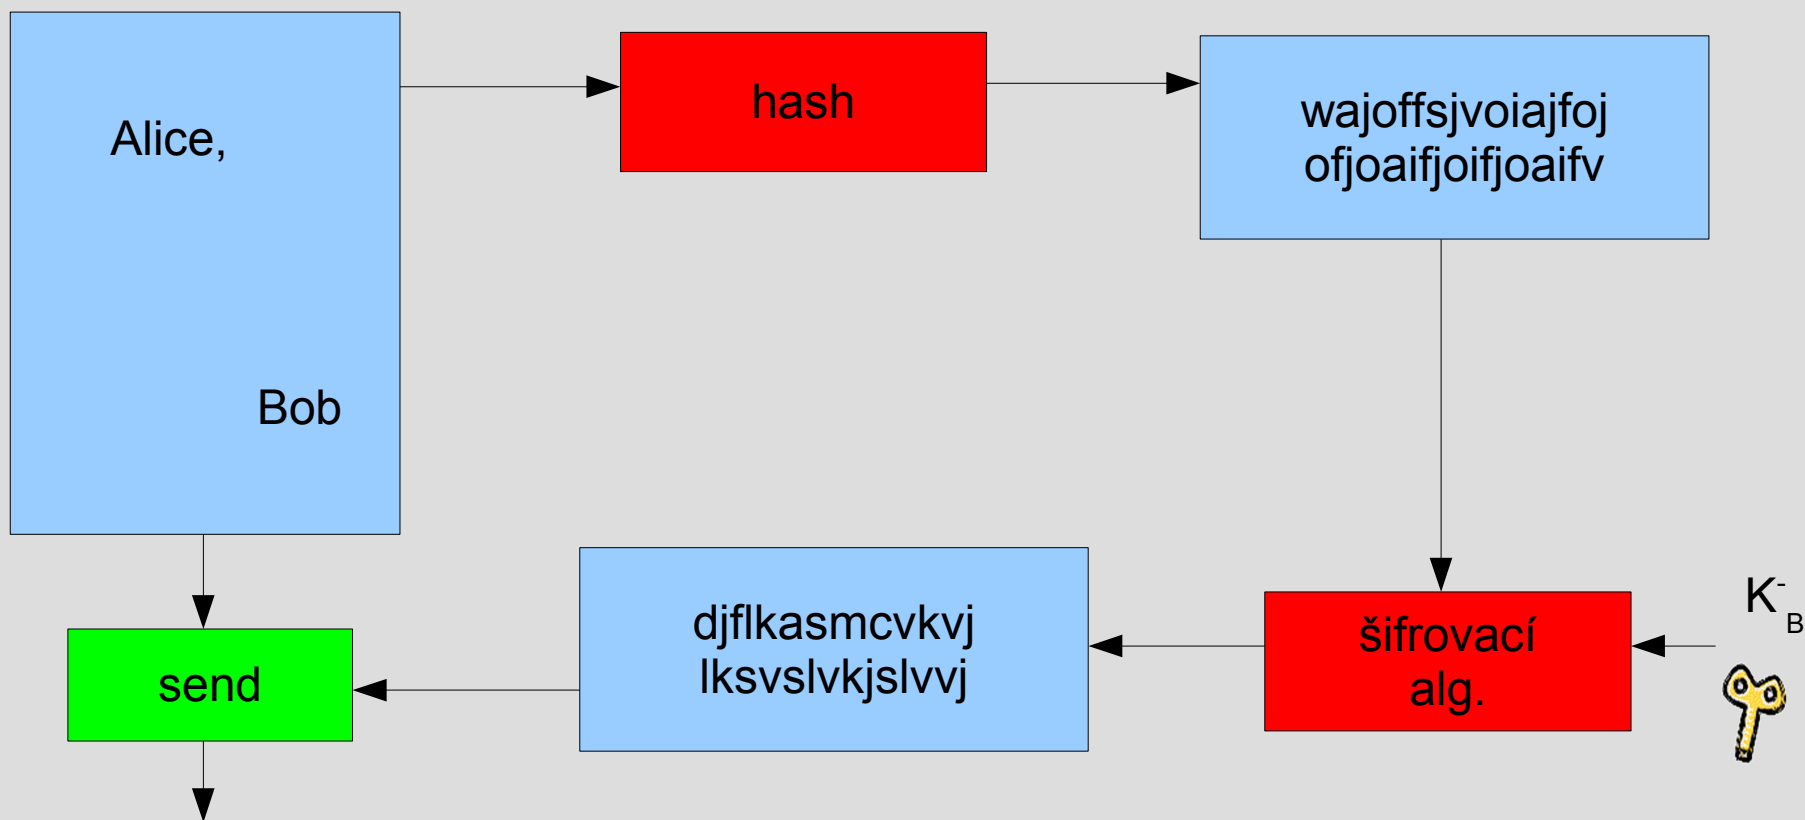 Alice,
Bob
hash
wajoffsjvoiajfoj
ofjoaifjoifjoaifv
šifrovací
alg.
K-B
djflkasmcvkvj
lksvslvkjslvvj
send